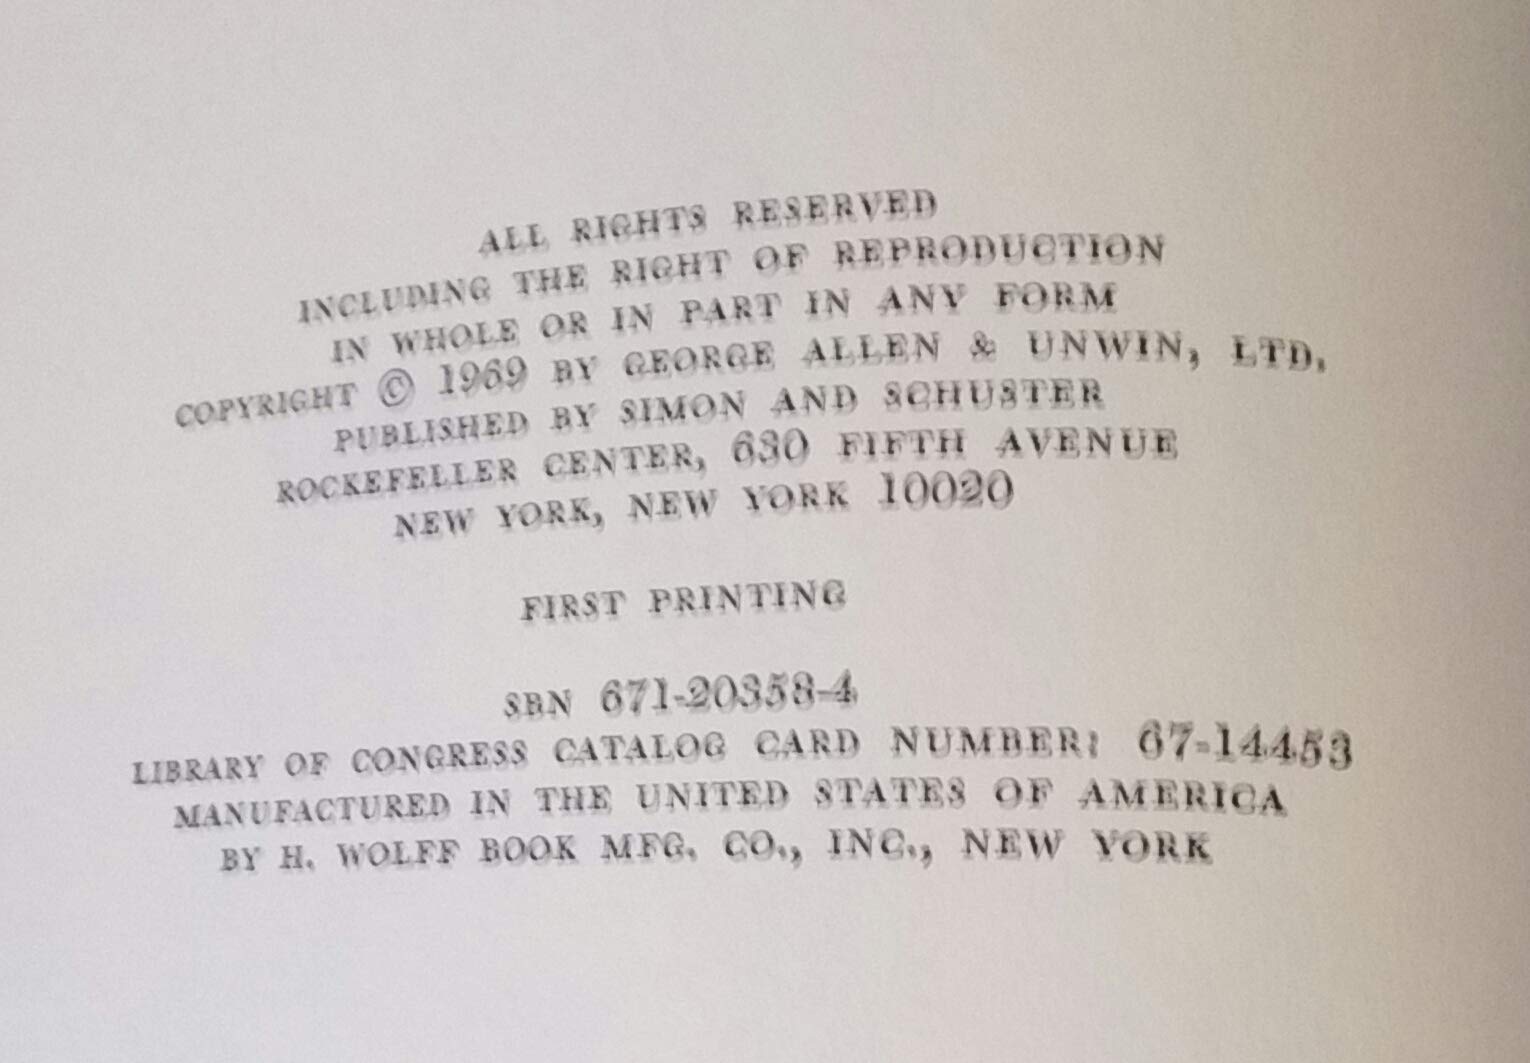 ALL RIGHTS RESERVED
INCLUDING THE RIGHT OF REPRODUCTION
IN WHOLE OR IN PART IN ANY FORM
COPYRIGHT © 1969 BY GEORGE ALLEN & UNWIN, LTD.
PUBLISHED BY SIMON AND SCHUSTER
ROCKEFELLER CENTER, 630 FIFTH AVENUE
NEW YORK, NEW YORK 10020
FIRST PRINTING
SBN 671-20358-4
LIBRARY OF CONGRESS CATALOG CARD NUMBER: 67-14453
MANUFACTURED IN THE UNITED STATES OF AMERICA
BY H. WOLFF BOOK MFG. CO., INC., NEW YORK